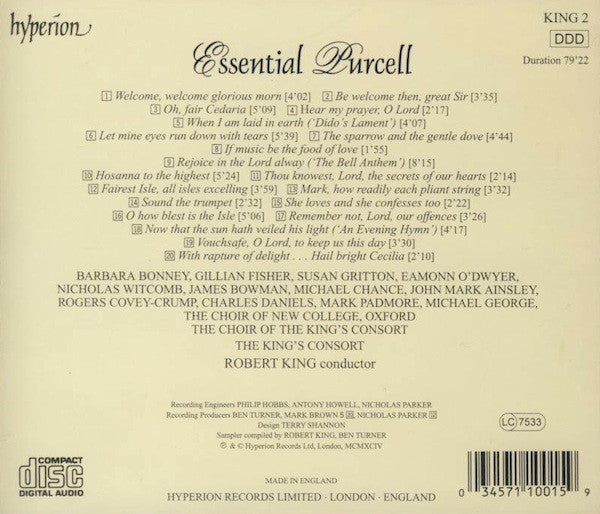 hyperion
KING 2
DDD
Duration 79'22
Essential Purcell
1 Welcome, welcome glorious morn [4'02] 2 Be welcome then, great Sir [3'35]
3 Oh, fair Cedaria [5'09] 4 Hear my prayer, O Lord [2'17]
5 When I am laid in earth ('Dido's Lament') [4'07]
6 Let mine eyes run down with tears [5'39] 7 The sparrow and the gentle dove [4'44]
8 If music be the food of love [1'55]
9 Rejoice in the Lord alway ('The Bell Anthem') [8'15]
10 Hosanna to the highest [5'24] 11 Thou knowest, Lord, the secrets of our hearts [2'14]
12 Fairest Isle, all isles excelling [3'59] 13 Mark, how readily each pliant string [3'32]
14 Sound the trumpet [2'32] 15 She loves and she confesses too [2'22]
16 O how blest is the Isle [5'06] 17 Remember not, Lord, our offences [3'26]
18 Now that the sun hath veiled his light ('An Evening Hymn') [4'17]
19 Vouchsafe, O Lord, to keep us this day [3'30]
20 With rapture of delight . . . Hail bright Cecilia [2'10]
BARBARA BONNEY, GILLIAN FISHER, SUSAN GRITTON, EAMONN O'DWYER,
NICHOLAS WITCOMB, JAMES BOWMAN, MICHAEL CHANCE, JOHN MARK AINSLEY,
ROGERS COVEY-CRUMP, CHARLES DANIELS, MARK PADMORE, MICHAEL GEORGE,
THE CHOIR OF NEW COLLEGE, OXFORD
THE CHOIR OF THE KING'S CONSORT
THE KING'S CONSORT
ROBERT KING conductor
Recording Engineers PHILIP HOBBS, ANTONY HOWELL, NICHOLAS PARKER
Recording Producers BEN TURNER, MARK BROWN 5 20, NICHOLAS PARKER
Design TERRY SHANNON
Sampler compiled by ROBERT KING, BEN TURNER
℗ & © Hyperion Records Ltd, London, MCMXCIV
LC 7533
COMPACT
disc
DIGITAL AUDIO
MADE IN ENGLAND
HYPERION RECORDS LIMITED · LONDON · ENGLAND
0 34571 10015 9